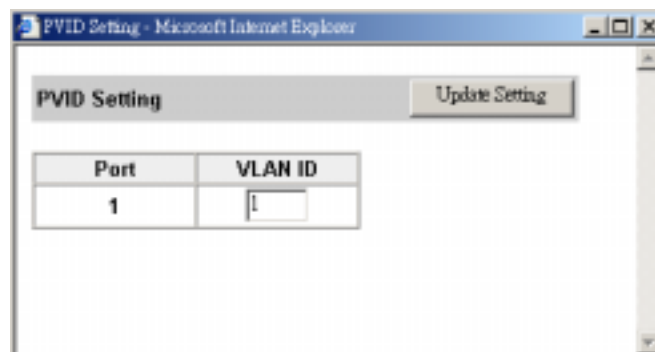 PVID Setting - Microsoft Internet Explorer
PVID Setting Update Setting
Port VLAN ID
1 1